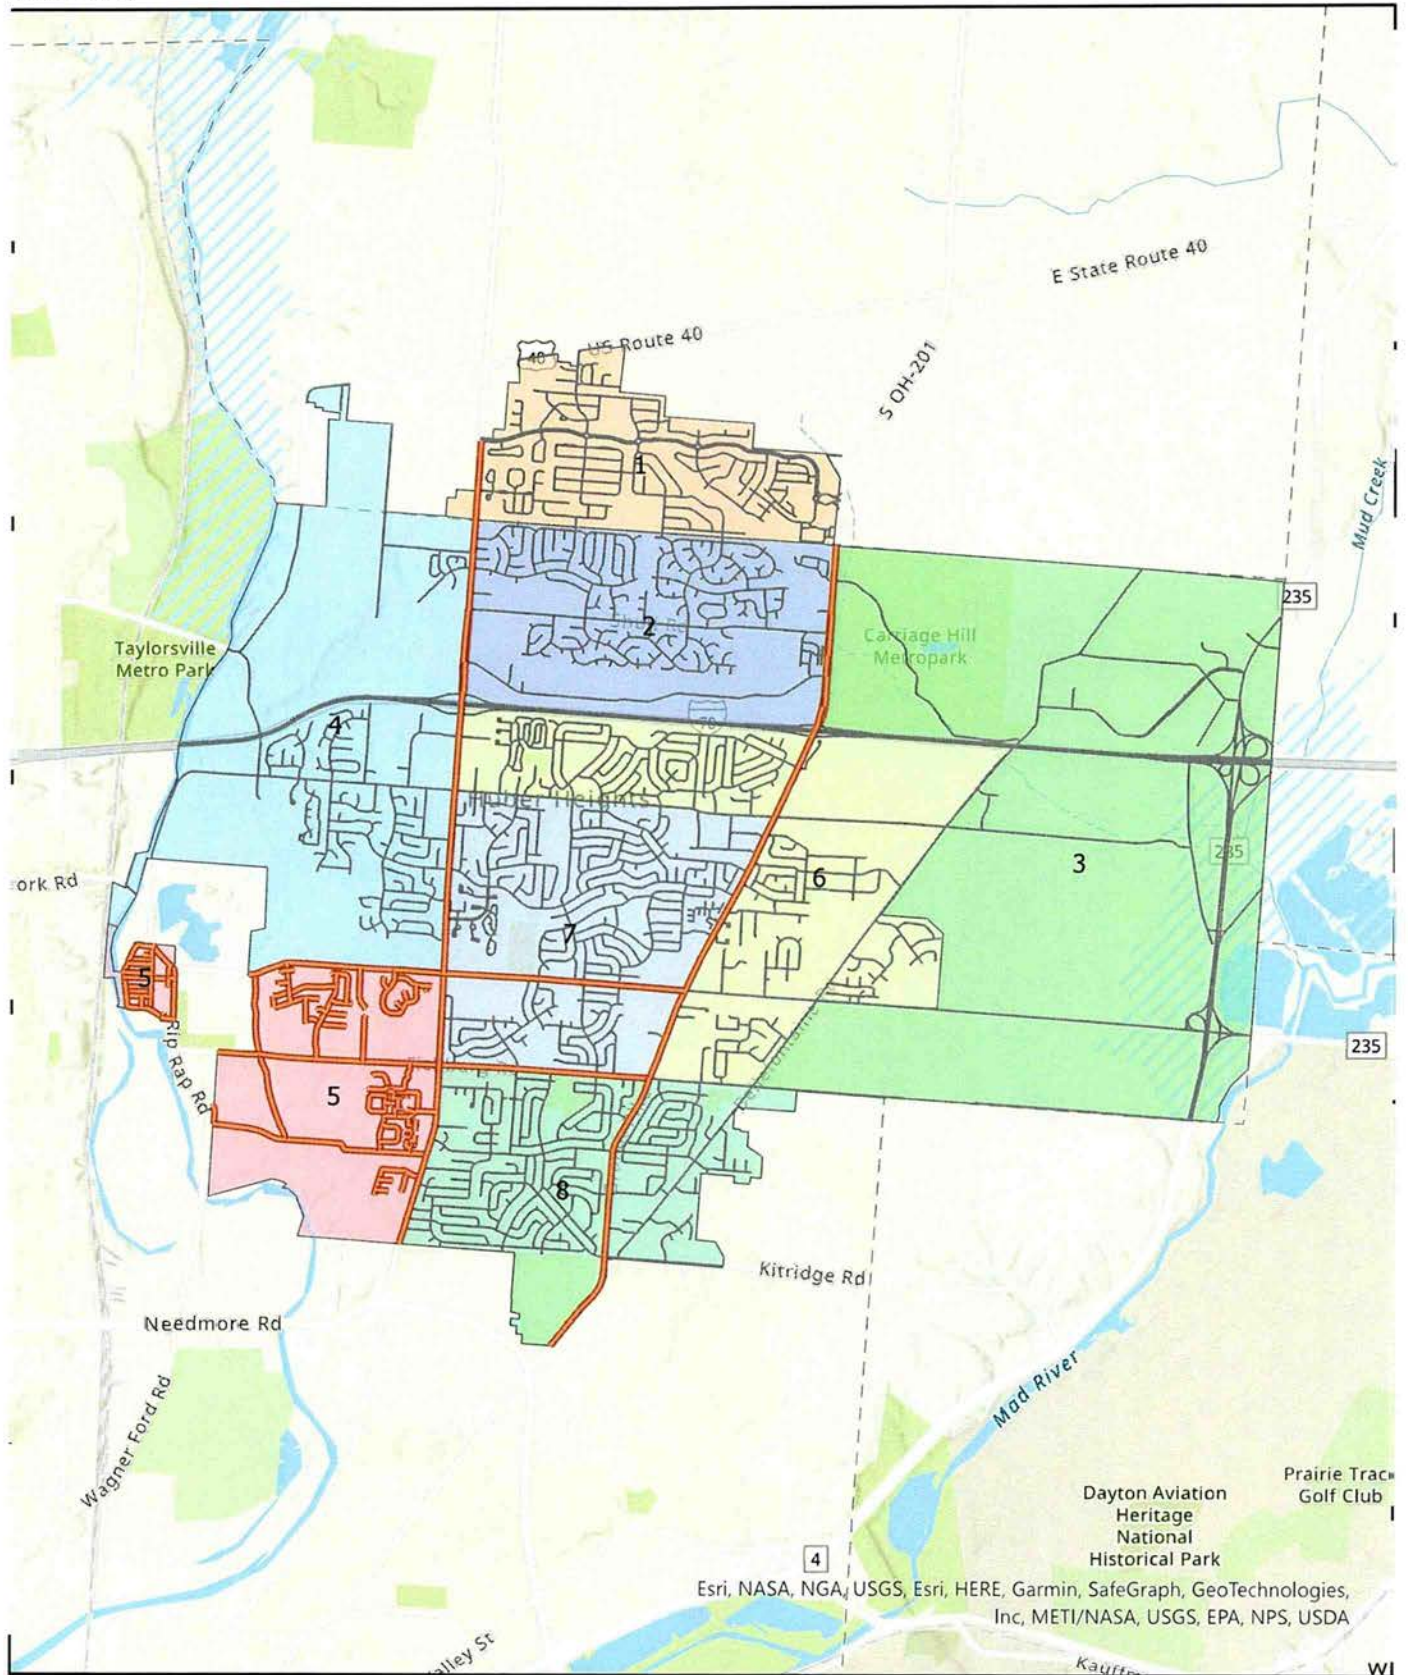 E State Route 40
40
US Route 40
S OH-201
1
Mud Creek
235
2
Carriage Hill
Metropark
Taylorsville
Metro Park
4
70
Huber Heights
235
3
ork Rd
6
7
5
Rip Rap Rd
235
5
8
Kitridge Rd
Needmore Rd
Mad River
Wagner Ford Rd
Prairie Trac
Golf Club
Dayton Aviation
Heritage
National
Historical Park
4
Esri, NASA, NGA, USGS, Esri, HERE, Garmin, SafeGraph, GeoTechnologies,
Inc, METI/NASA, USGS, EPA, NPS, USDA
alley St
Kauffm
WI